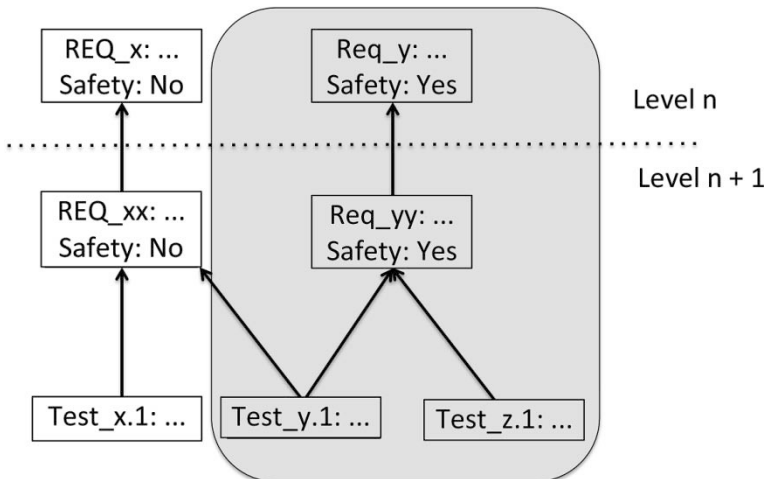 REQ_x: ...
Safety: No
Req_y: ...
Safety: Yes
Level n
Level n + 1
REQ_xx: ...
Safety: No
Req_yy: ...
Safety: Yes
Test_x.1: ...
Test_y.1: ...
Test_z.1: ...